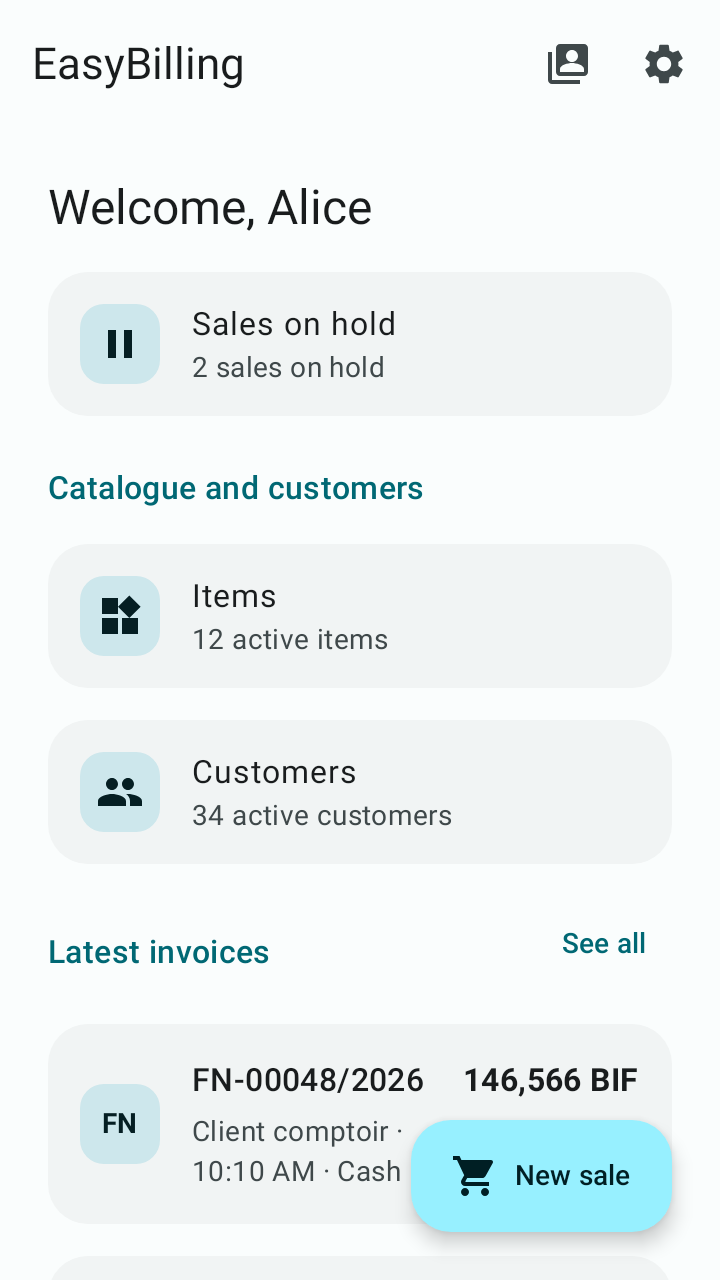 EasyBilling
Welcome, Alice
Sales on hold
2 sales on hold
Catalogue and customers
Items
12 active items
Customers
34 active customers
Latest invoices
See all
FN
FN-00048/2026
146,566 BIF
Client comptoir ·
10:10 AM · Cash
New sale